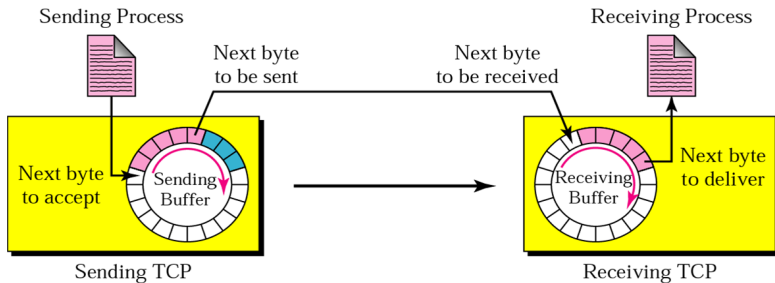 Sending Process
Receiving Process
Next byte
to be sent
Next byte
to be received
Next byte
to accept
Sending
Buffer
Receiving
Buffer
Next byte
to deliver
Sending TCP
Receiving TCP